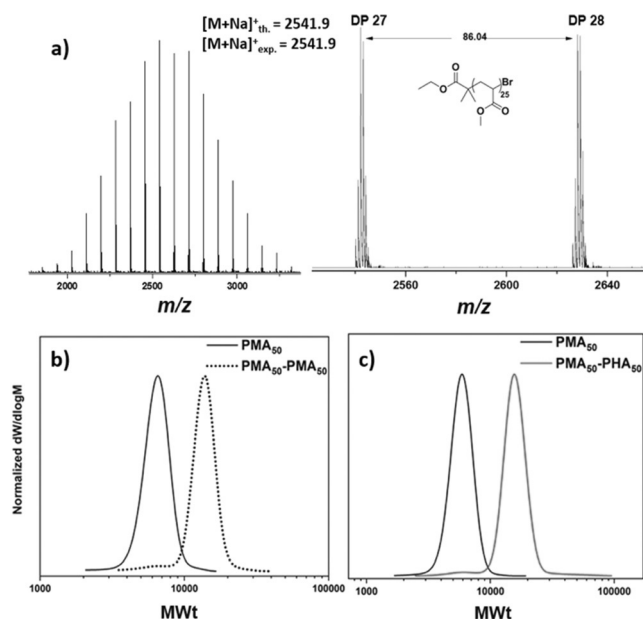 a)
[M+Na]⁺th. = 2541.9
[M+Na]⁺exp. = 2541.9
2000
2500
3000
m/z
DP 27
DP 28
86.04
O
O
Br
25
O
O
2560
2600
2640
m/z
b)
PMA₅₀
PMA₅₀-PMA₅₀
Normalized dW/dlogM
1000
10000
100000
MWt
c)
PMA₅₀
PMA₅₀-PHA₅₀
1000
10000
100000
MWt